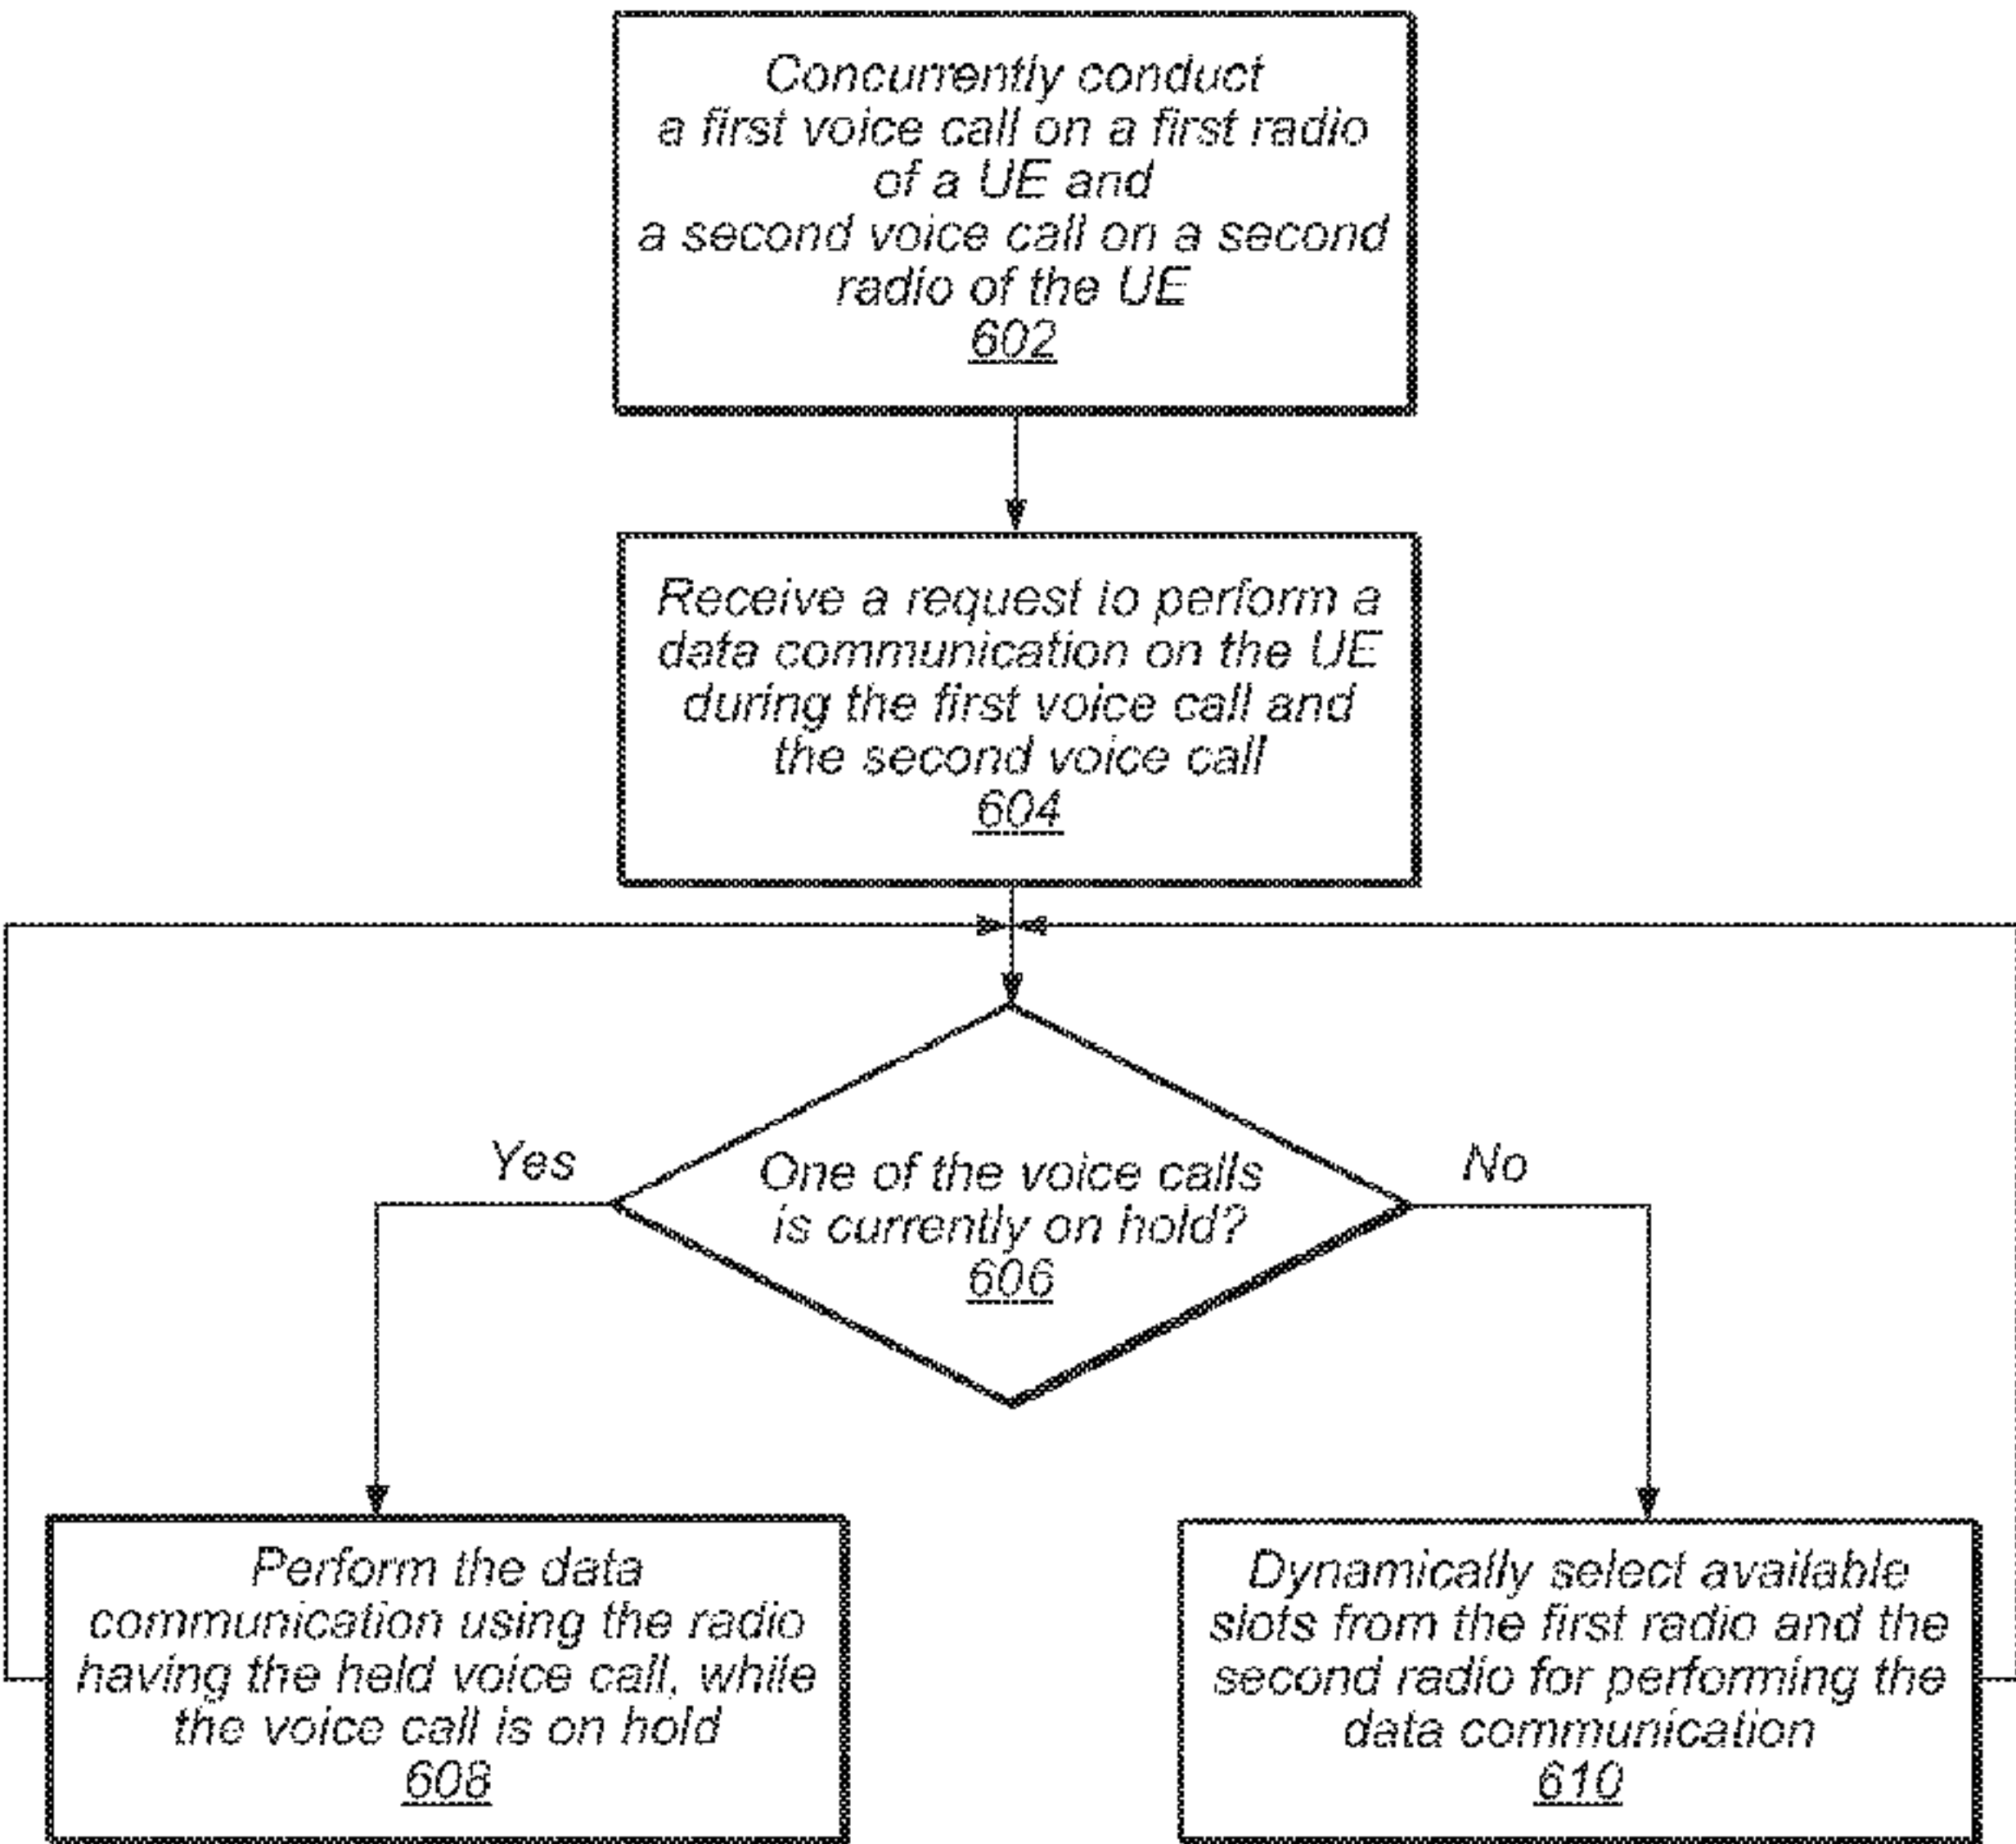 Concurrently conduct
a first voice call on a first radio
of a UE and
a second voice call on a second
radio of the UE
602
Receive a request to perform a
data communication on the UE
during the first voice call and
the second voice call
604
Yes
One of the voice calls
is currently on hold?
606
No
Perform the data
communication using the radio
having the held voice call, while
the voice call is on hold
608
Dynamically select available
slots from the first radio and the
second radio for performing the
data communication
610